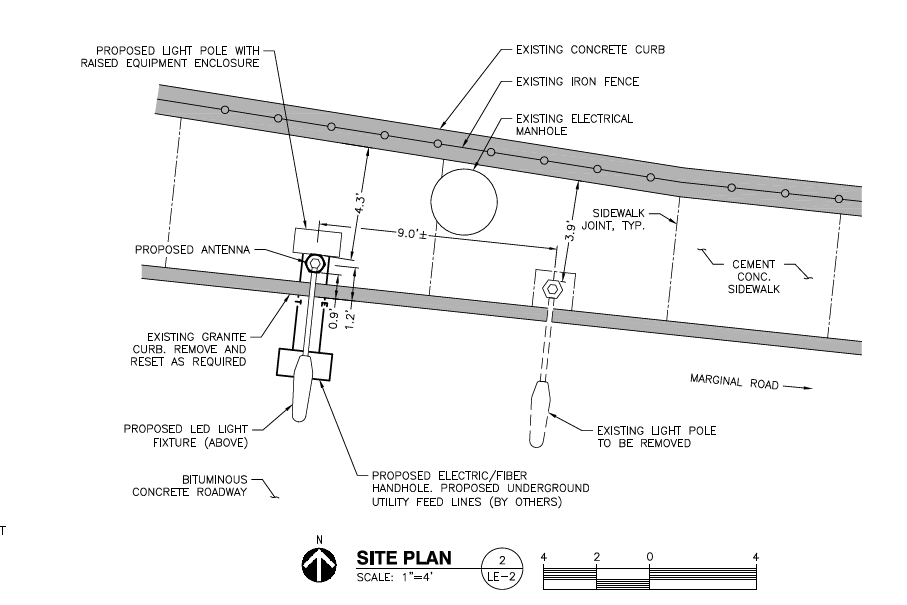 PROPOSED LIGHT POLE WITH
RAISED EQUIPMENT ENCLOSURE
EXISTING CONCRETE CURB
EXISTING IRON FENCE
EXISTING ELECTRICAL
MANHOLE
4.3'
9.0'±
3.9'
SIDEWALK
JOINT, TYP.
PROPOSED ANTENNA
CEMENT
CONC.
SIDEWALK
T
E
0.9'
1.2'
EXISTING GRANITE
CURB. REMOVE AND
RESET AS REQUIRED
MARGINAL ROAD
PROPOSED LED LIGHT
FIXTURE (ABOVE)
EXISTING LIGHT POLE
TO BE REMOVED
BITUMINOUS
CONCRETE ROADWAY
PROPOSED ELECTRIC/FIBER
HANDHOLE. PROPOSED UNDERGROUND
UTILITY FEED LINES (BY OTHERS)
T
N
SITE PLAN
SCALE: 1"=4'
2
LE-2
4 2 0 4